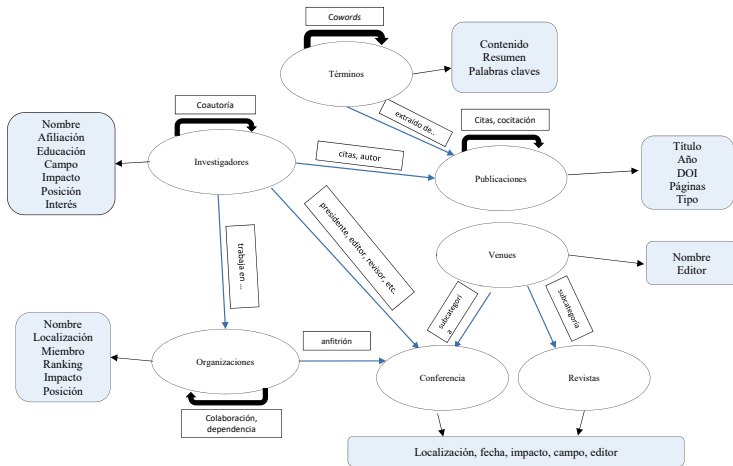 Cowords
Términos
Contenido
Resumen
Palabras claves
Coautoría
extraído de..
Citas, cocitación
Nombre
Afiliación
Educación
Campo
Impacto
Posición
Interés
Investigadores
citas, autor
Publicaciones
Título
Año
DOI
Páginas
Tipo
trabaja en ...
presidente, editor, revisor, etc.
Venues
Nombre
Editor
subcategorí
a
subcategoría
Nombre
Localización
Miembro
Ranking
Impacto
Posición
Organizaciones
anfitrión
Conferencia
Revistas
Colaboración,
dependencia
Localización, fecha, impacto, campo, editor